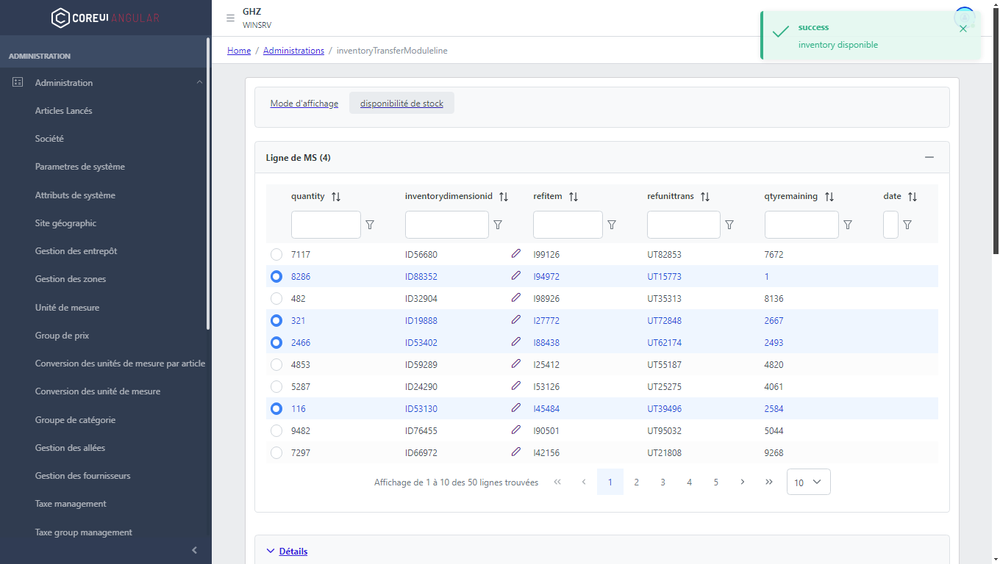 COREUI ANGULAR
ADMINISTRATION
Administration
Articles Lancés
Société
Parametres de système
Attributs de système
Site géographic
Gestion des entrepôt
Gestion des zones
Unité de mesure
Group de prix
Conversion des unités de mesure par article
Conversion des unité de mesure
Groupe de catégorie
Gestion des allées
Gestion des fournisseurs
Taxe management
Taxe group management
GHZ
WINSRV
Home / Administrations / inventoryTransferModuleline
success
inventory disponible
Mode d'affichage disponibilité de stock
Ligne de MS (4)
quantity inventorydimensionid refitem refunittrans qtyremaining date
7117 ID56680 I99126 UT82853 7672
8286 ID88352 I94972 UT15773 1
482 ID32904 I98926 UT35313 8136
321 ID19888 I27772 UT72848 2667
2466 ID53402 I88438 UT62174 2493
4853 ID59289 I25412 UT55187 4820
5287 ID24290 I53126 UT25275 4061
116 ID53130 I45484 UT39496 2584
9482 ID76455 I90501 UT95032 5044
7297 ID66972 I42156 UT21808 9268
Affichage de 1 à 10 des 50 lignes trouvées 1 2 3 4 5 10
Détails